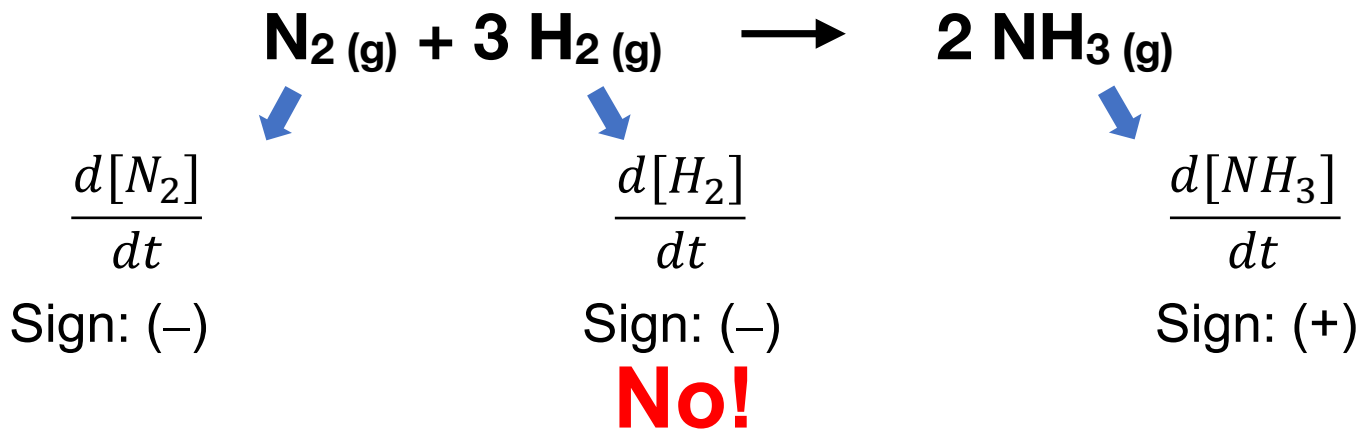 N₂ (g) + 3 H₂ (g) → 2 NH₃ (g)
d[N₂]/dt d[H₂]/dt d[NH₃]/dt
Sign: (–) Sign: (–) Sign: (+)
No!